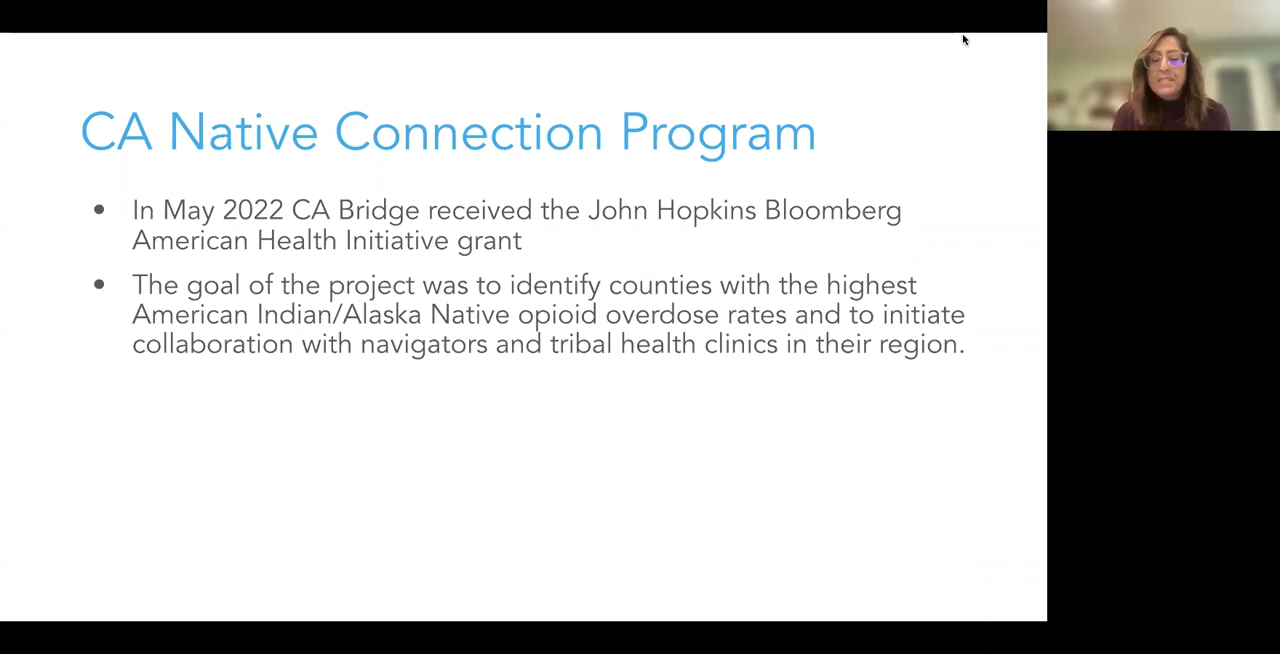 CA Native Connection Program
• In May 2022 CA Bridge received the John Hopkins Bloomberg
American Health Initiative grant
• The goal of the project was to identify counties with the highest
American Indian/Alaska Native opioid overdose rates and to initiate
collaboration with navigators and tribal health clinics in their region.